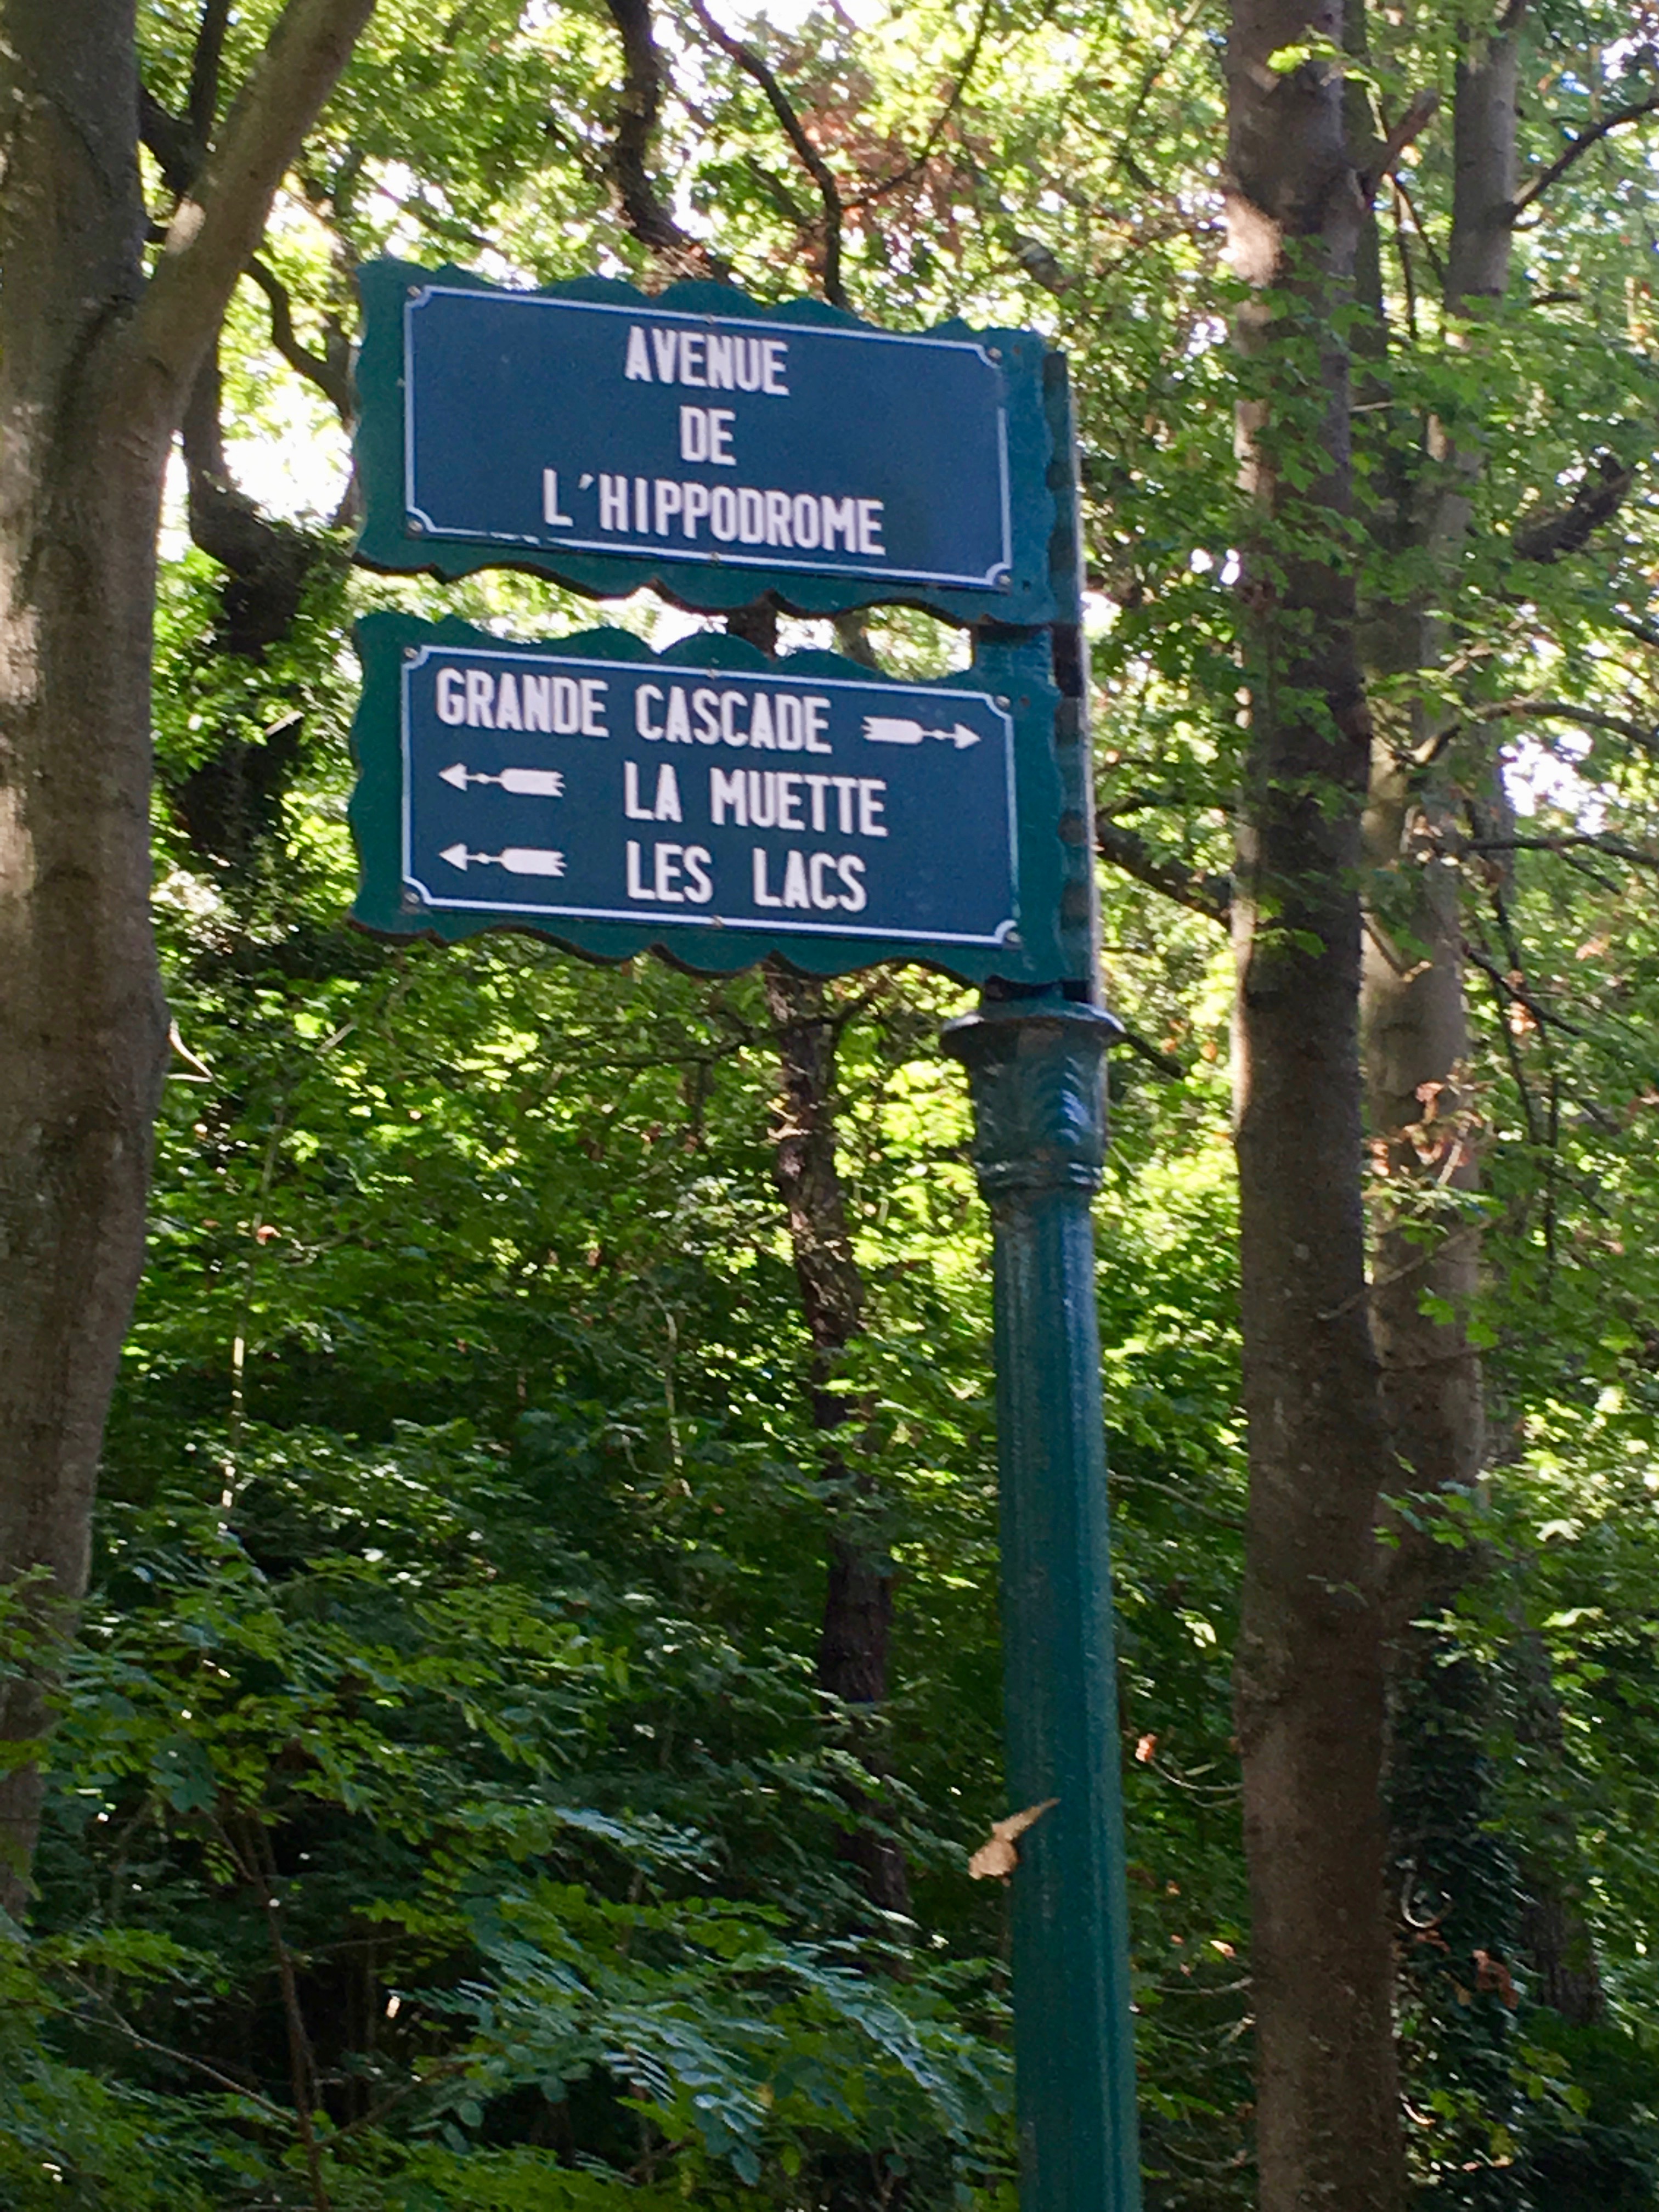 AVENUE
DE
L'HIPPODROME
GRANDE CASCADE
LA MUETTE
LES LACS